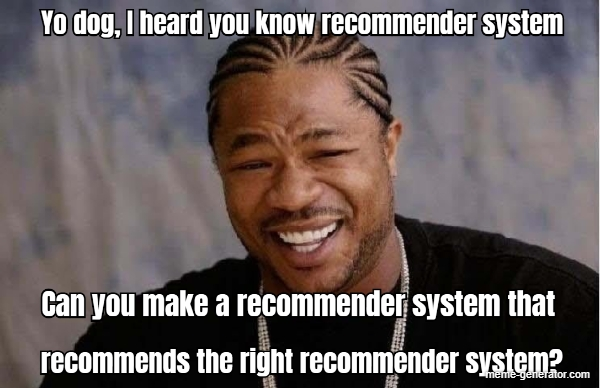 Yo dog, I heard you know recommender system
Can you make a recommender system that
recommends the right recommender system?
meme-generator.com